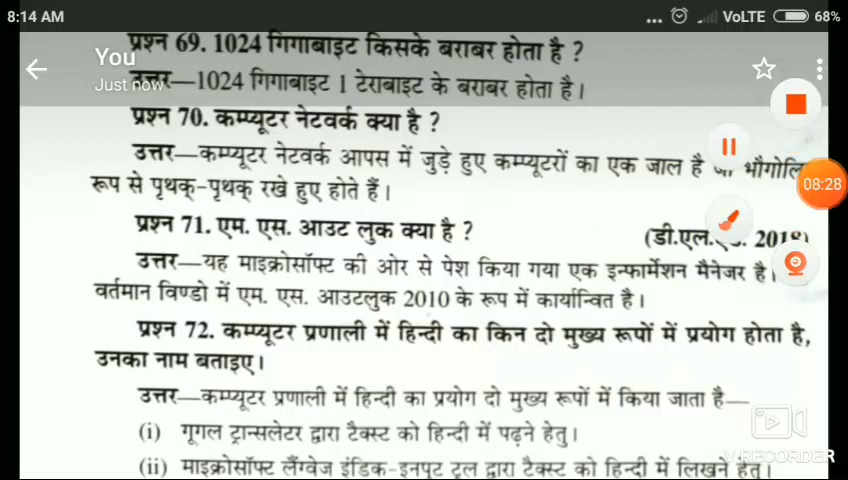 8:14 AM
... VoLTE 68%
प्रश्न 69. 1024 गिगाबाइट किसके बराबर होता है ?
You
Just now
उत्तर—1024 गिगाबाइट 1 टेराबाइट के बराबर होता है।
प्रश्न 70. कम्प्यूटर नेटवर्क क्या है ?
उत्तर—कम्प्यूटर नेटवर्क आपस में जुड़े हुए कम्प्यूटरों का एक जाल है
रूप से पृथक्-पृथक् रखे हुए होते हैं।
08:28
प्रश्न 71. एम. एस. आउट लुक क्या है ?
(डी.एल. 2018)
उत्तर—यह माइक्रोसॉफ्ट की ओर से पेश किया गया एक इन्फार्मेशन मैनेजर है।
वर्तमान विण्डो में एम. एस. आउटलुक 2010 के रूप में कार्यान्वित है।
प्रश्न 72. कम्प्यूटर प्रणाली में हिन्दी का किन दो मुख्य रूपों में प्रयोग होता है,
उनका नाम बताइए।
उत्तर—कम्प्यूटर प्रणाली में हिन्दी का प्रयोग दो मुख्य रूपों में किया जाता है—
(i) गूगल ट्रान्सलेटर द्वारा टैक्स्ट को हिन्दी में पढ़ने हेतु।
V RECORDER
(ii) माइक्रोसॉफ्ट लैंग्वेज इंडिक-इनपुट टूल द्वारा टैक्स्ट को हिन्दी में लिखने हेतु।